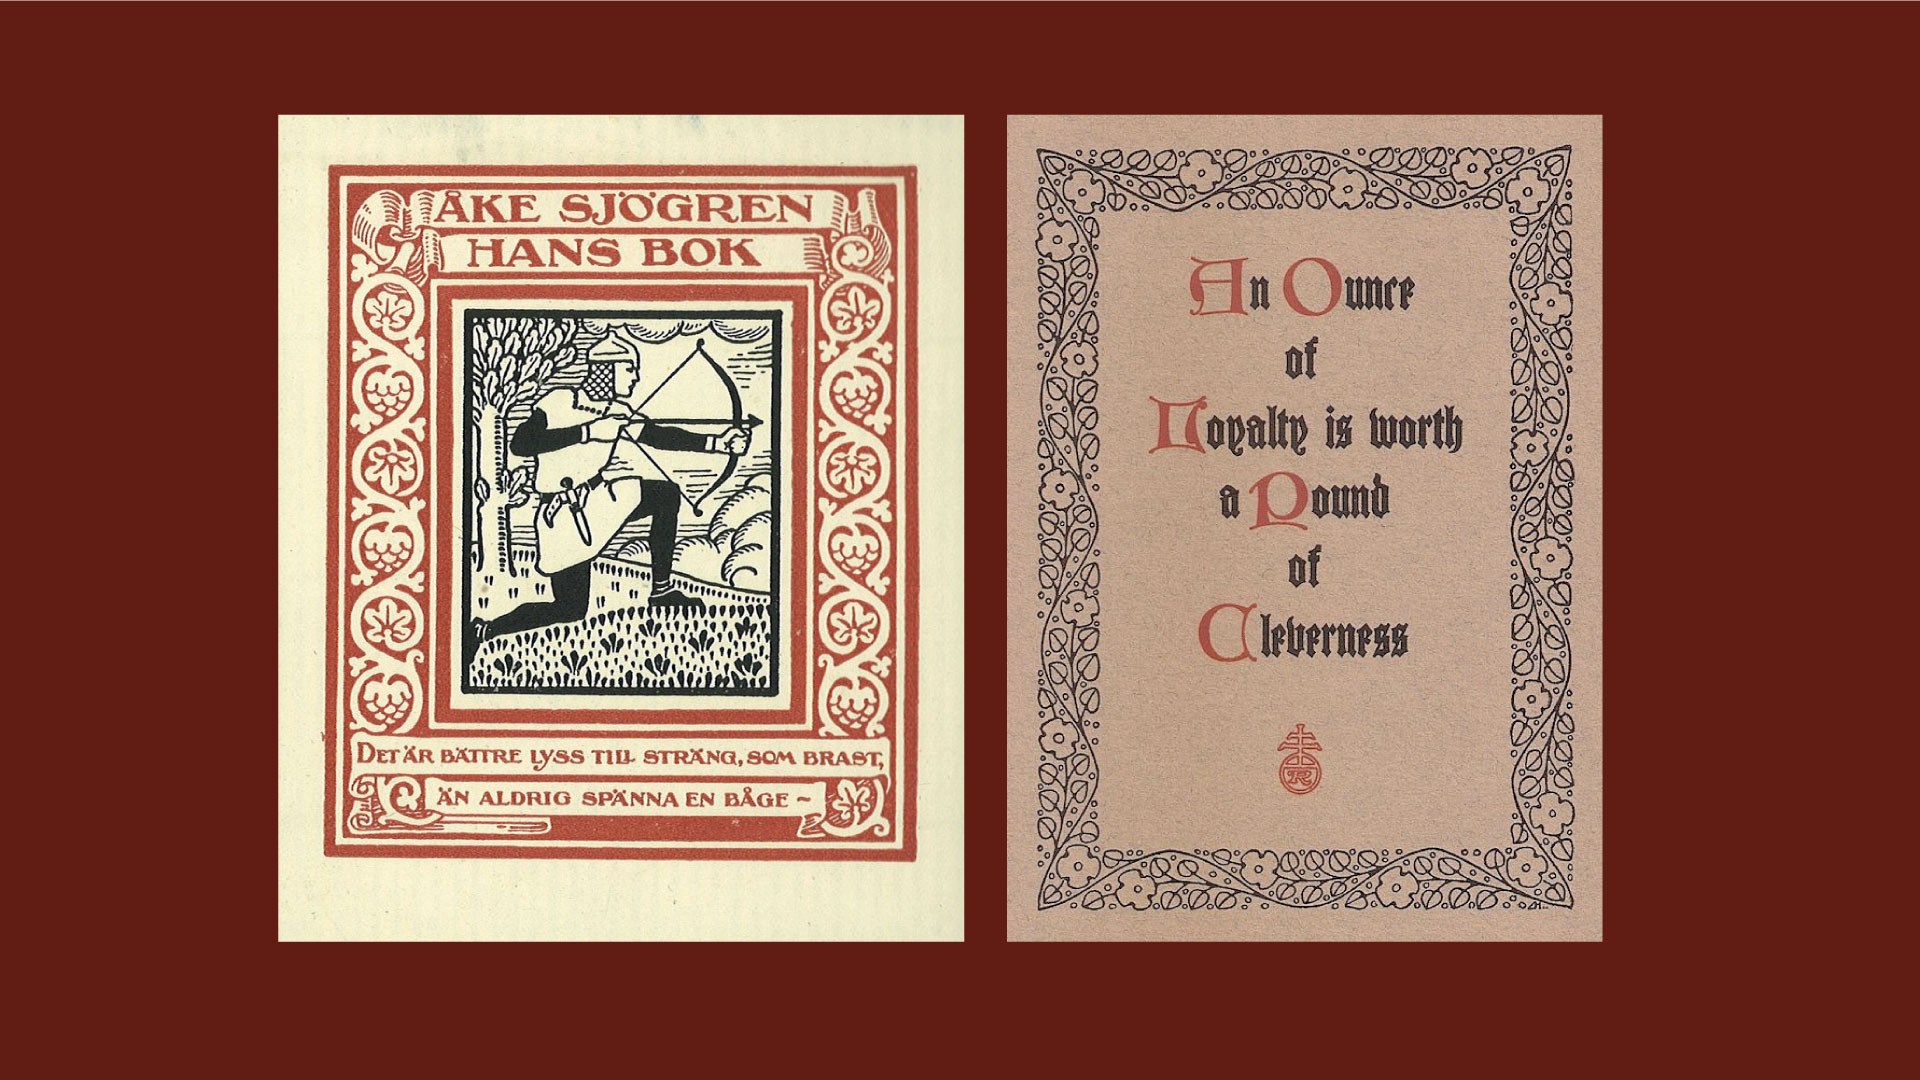 ÅKE SJÖGREN
HANS BOK
DET ÄR BÄTTRE LYSS TILL STRÄNG, SOM BRAST,
ÄN ALDRIG SPÄNNA EN BÅGE ~
An Ounce
of
Loyalty is worth
a Pound
of
Cleverness
R